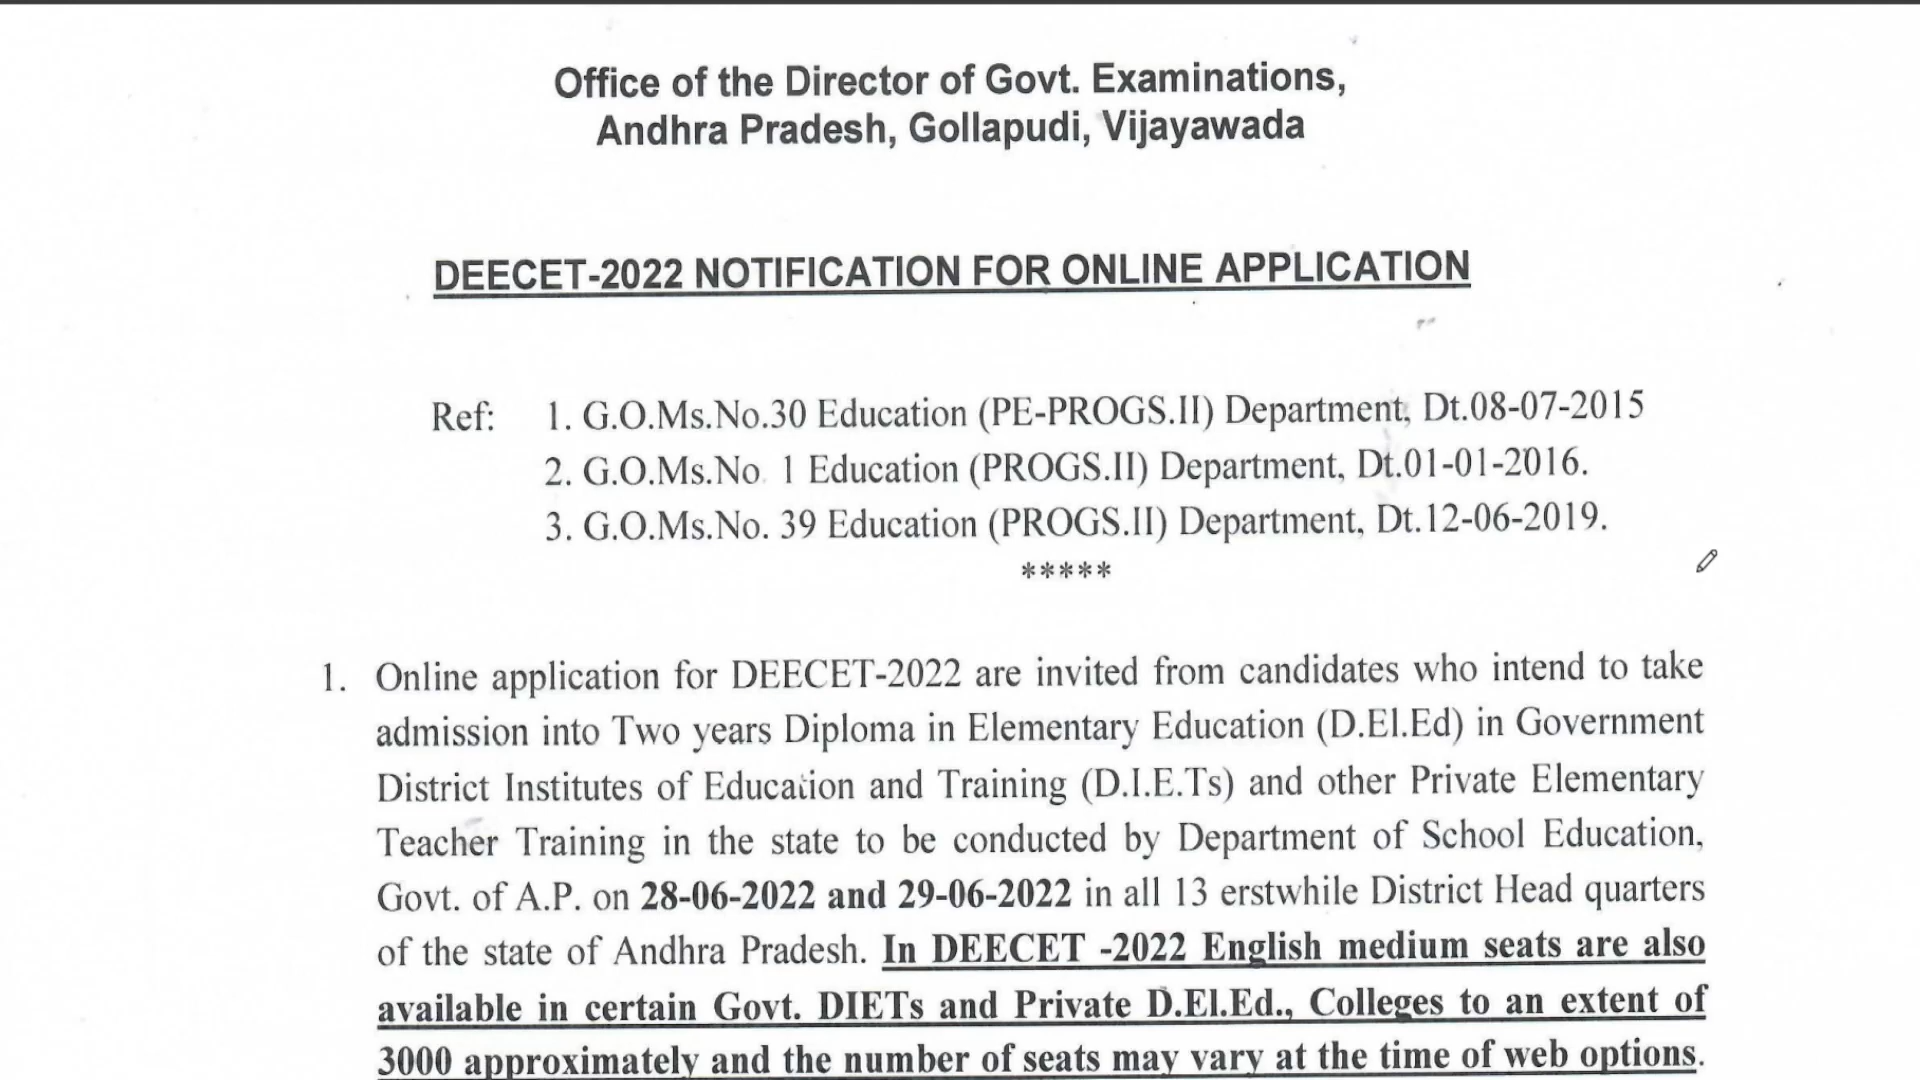 Office of the Director of Govt. Examinations,
Andhra Pradesh, Gollapudi, Vijayawada
DEECET-2022 NOTIFICATION FOR ONLINE APPLICATION
Ref: 1. G.O.Ms.No.30 Education (PE-PROGS.II) Department, Dt.08-07-2015
2. G.O.Ms.No. 1 Education (PROGS.II) Department, Dt.01-01-2016.
3. G.O.Ms.No. 39 Education (PROGS.II) Department, Dt.12-06-2019.
*****
1. Online application for DEECET-2022 are invited from candidates who intend to take
admission into Two years Diploma in Elementary Education (D.El.Ed) in Government
District Institutes of Education and Training (D.I.E.Ts) and other Private Elementary
Teacher Training in the state to be conducted by Department of School Education,
Govt. of A.P. on 28-06-2022 and 29-06-2022 in all 13 erstwhile District Head quarters
of the state of Andhra Pradesh. In DEECET -2022 English medium seats are also
available in certain Govt. DIETs and Private D.El.Ed., Colleges to an extent of
3000 approximately and the number of seats may vary at the time of web options.